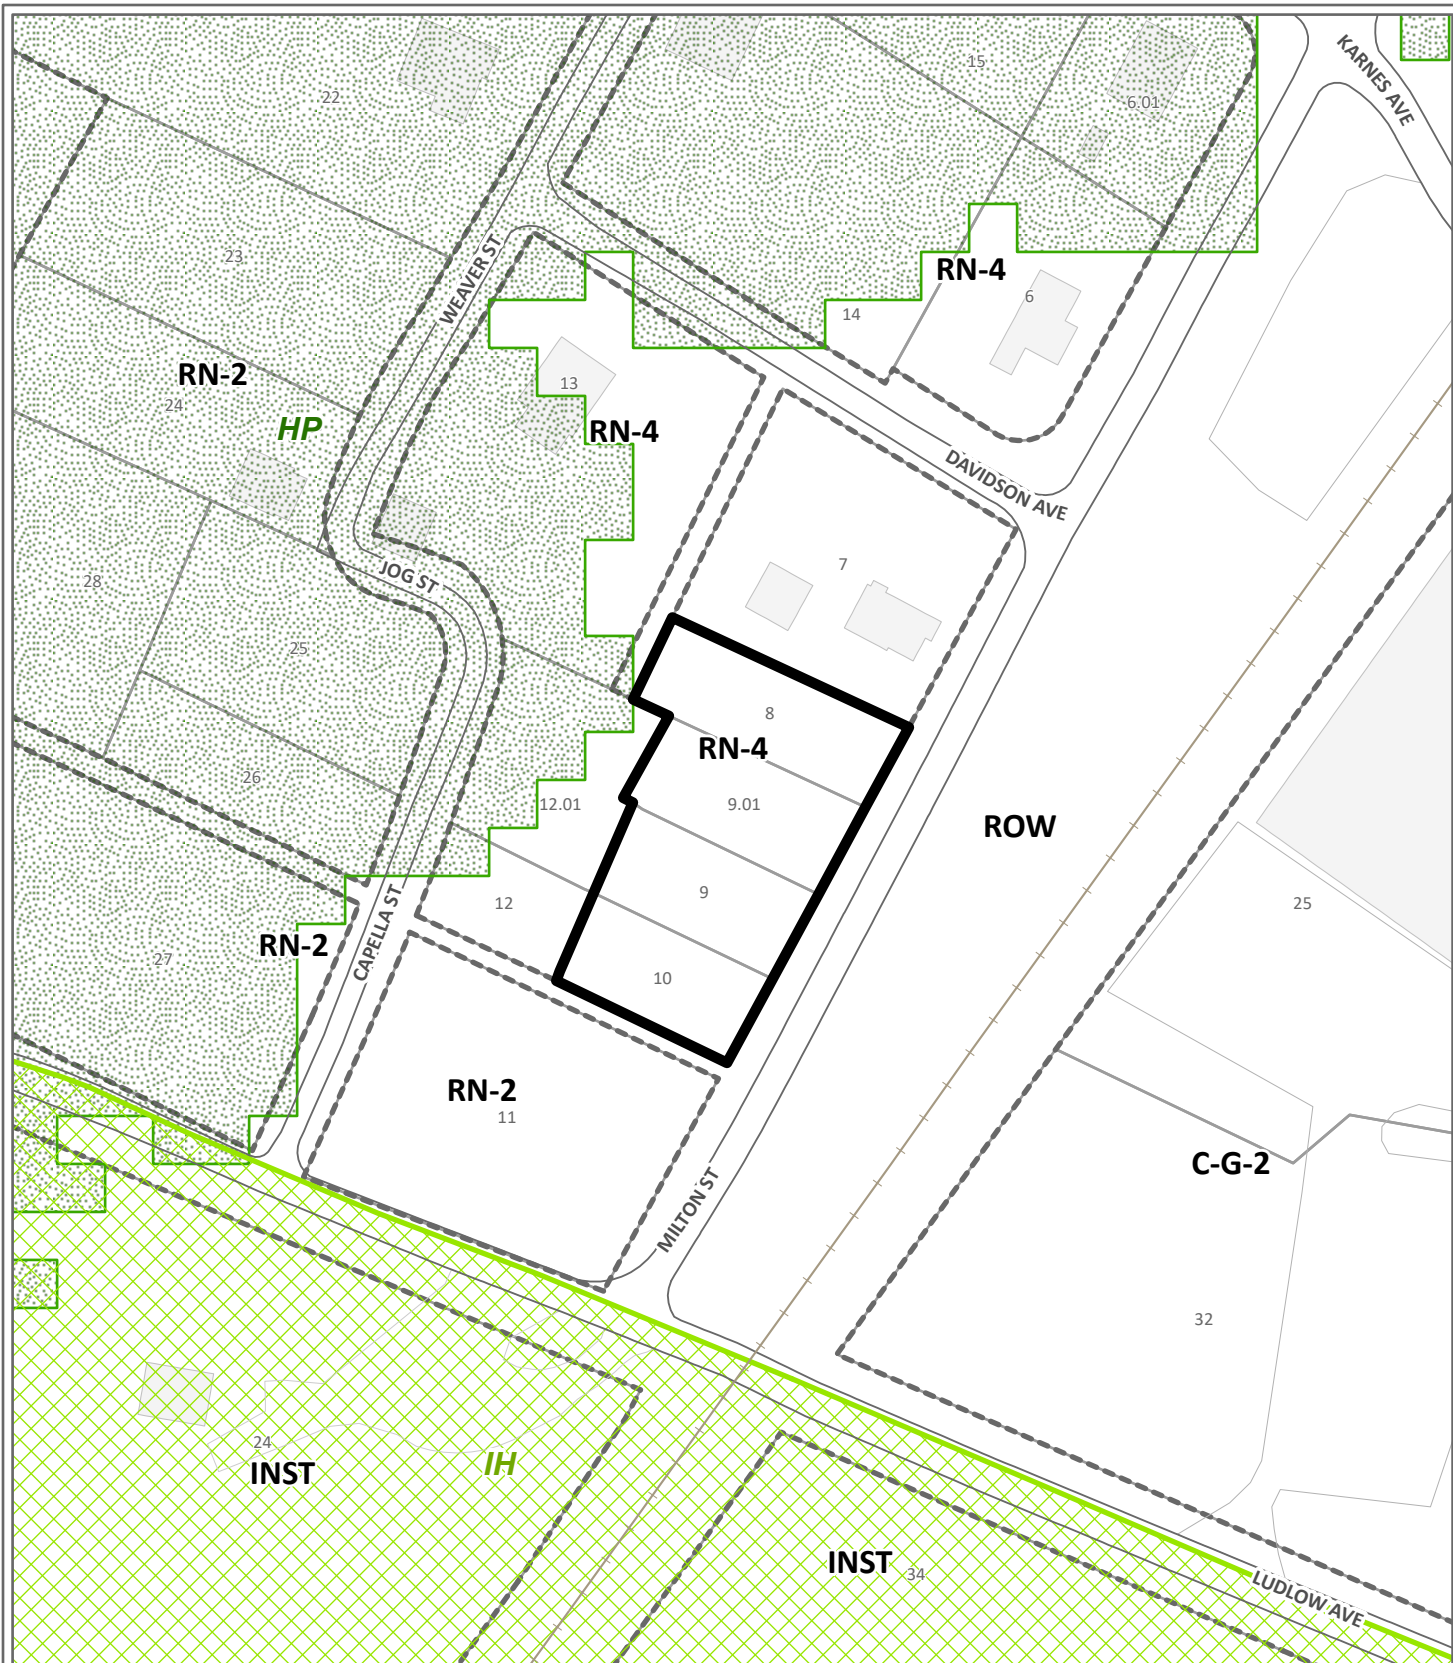 KARNES AVE
15
22
6.01
23
WEAVER ST
RN-4
6
14
RN-2
13
24
HP
RN-4
DAVIDSON AVE
7
JOG ST
28
25
8
RN-4
26
12.01
9.01
ROW
9
12
25
CAPELLA ST
RN-2
27
10
RN-2
11
C-G-2
MILTON ST
32
24
INST
IH
INST
34
LUDLOW AVE